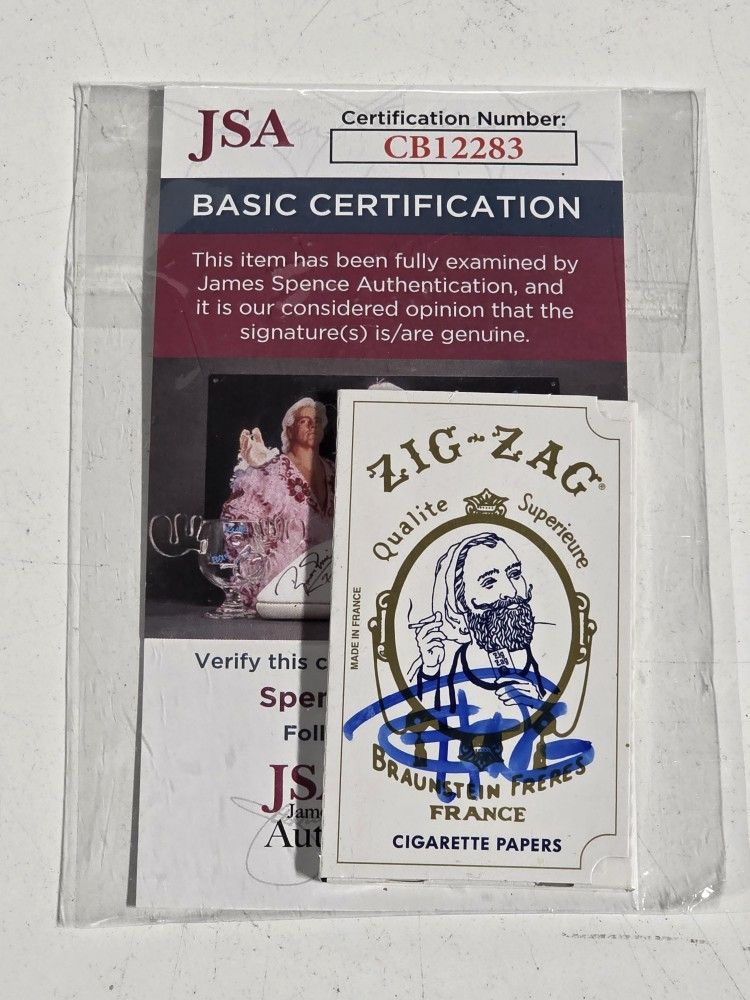 JSA
Certification Number:
CB12283
BASIC CERTIFICATION
This item has been fully examined by
James Spence Authentication, and
it is our considered opinion that the
signature(s) is/are genuine.
Verify this c
Sper
Foll
JS
Jame
Aut
ZIG-ZAG®
Qualite Superieure
MADE IN FRANCE
BRAUNSTEIN FRERES
FRANCE
CIGARETTE PAPERS